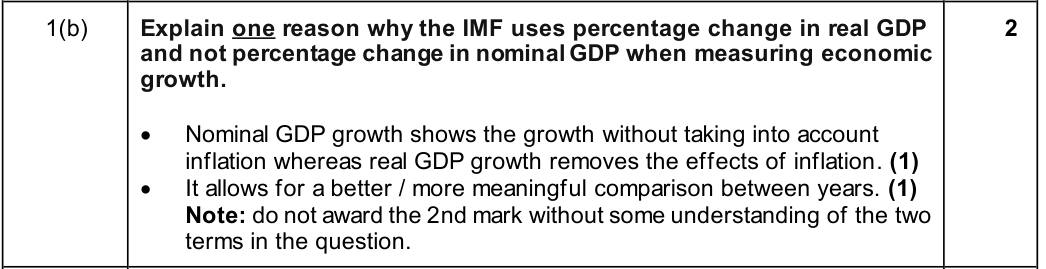 1(b)
Explain one reason why the IMF uses percentage change in real GDP
and not percentage change in nominal GDP when measuring economic
growth.
2
• Nominal GDP growth shows the growth without taking into account
inflation whereas real GDP growth removes the effects of inflation. (1)
• It allows for a better / more meaningful comparison between years. (1)
Note: do not award the 2nd mark without some understanding of the two
terms in the question.